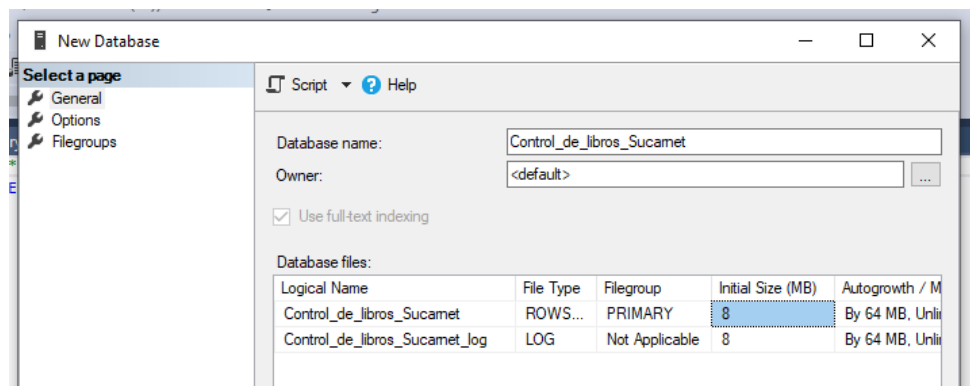 New Database
Select a page
General
Options
Filegroups
Script
Help
Database name:
Control_de_libros_Sucarnet
Owner:
<default>
...
Use full-text indexing
Database files:
Logical Name File Type Filegroup Initial Size (MB) Autogrowth / M
Control_de_libros_Sucarnet ROWS... PRIMARY 8 By 64 MB, Unli
Control_de_libros_Sucarnet_log LOG Not Applicable 8 By 64 MB, Unli